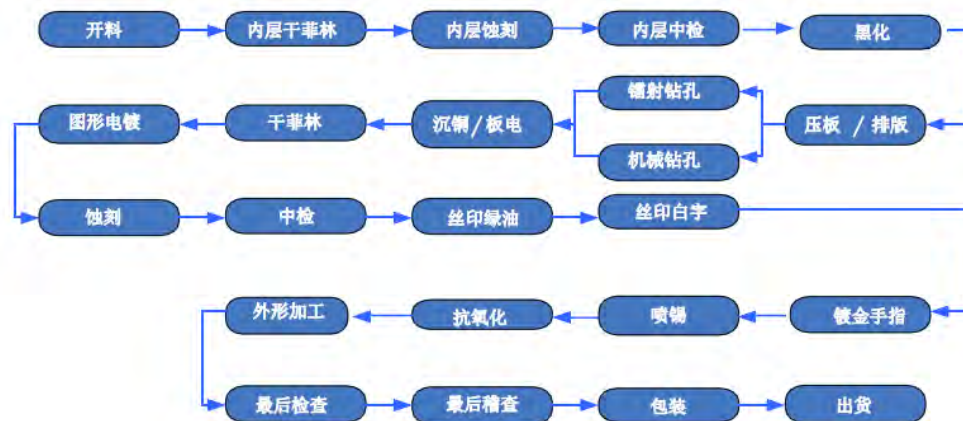 开料
内层干菲林
内层蚀刻
内层中检
黑化
压板 / 排版
镭射钻孔
机械钻孔
沉铜/板电
干菲林
图形电镀
蚀刻
中检
丝印绿油
丝印白字
镀金手指
喷锡
抗氧化
外形加工
最后检查
最后稽查
包装
出货